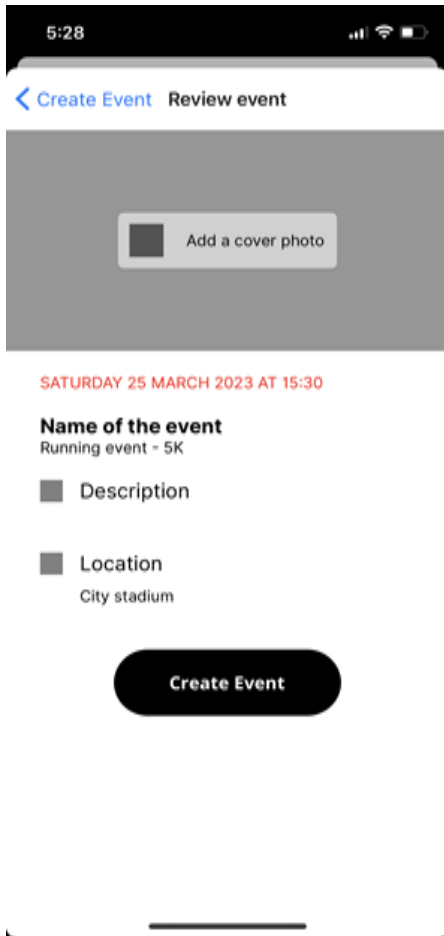 5:28
Create Event Review event
Add a cover photo
SATURDAY 25 MARCH 2023 AT 15:30
Name of the event
Running event - 5K
Description
Location
City stadium
Create Event